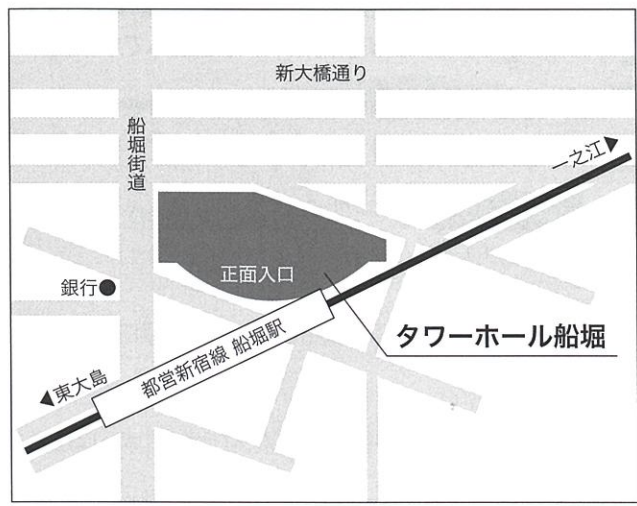 新大橋通り
船堀街道
一之江▶
正面入口
銀行●
タワーホール船堀
都営新宿線 船堀駅
◀東大島